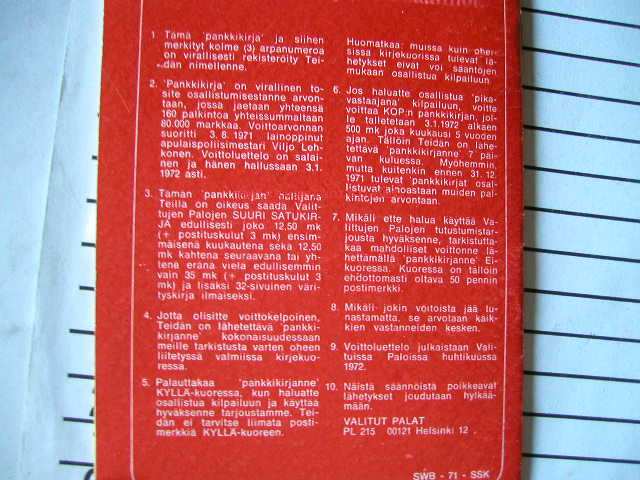 1 Tämä 'pankkikirja' ja siihen
merkityt kolme (3) arpanumeroa
on virallisesti rekisteröity Tei-
dän nimellenne.
2. 'Pankkikirja' on virallinen to-
site osallistumisestanne arvon-
taan, jossa jaetaan yhteensä
160 palkintoa yhteissummaltaan
80.000 markkaa. Voittoarvonnan
suoritti 3.8.1971 lainoppinut
apulaispoliisimestari Viljo Leh-
konen. Voittoluettelo on salai-
nen ja hänen hallussaan 3.1.
1972 asti.
3. Tämän 'pankkikirjan' haltijana
Teillä on oikeus saada Valit-
tujen Palojen SUURI SATUKIR-
JA edullisesti joko 12,50 mk
(+ postituskulut 3 mk) ensim-
mäisenä kuukautena sekä 12,50
mk kahtena seuraavana tai yh-
tenä eränä vielä edullisemmin
vain 35 mk (+ postituskulut 3
mk) ja lisäksi 32-sivuinen väri-
tyskirja ilmaiseksi.
4. Jotta olisitte voittokelpoinen,
Teidän on lähetettävä 'pankki-
kirjanne' kokonaisuudessaan
meille tarkistusta varten oheen
liitetyssä valmiissa kirjekuo-
ressa.
5. Palauttakaa 'pankkikirjanne'
KYLLÄ-kuoressa, kun haluatte
osallistua kilpailuun ja käyttää
hyväksenne tarjoustamme. Tei-
dän ei tarvitse liimata posti-
merkkiä KYLLÄ-kuoreen.
Huomatkaa: muissa kuin ohei-
sissa kirjekuorissa tulevat lä-
hetykset eivät voi sääntöjen
mukaan osallistua kilpailuun
6. Jos haluatte osallistua 'pika-
vastaajana' kilpailuun, voitte
voittaa KOP:n pankkikirjan, jol-
le talletetaan 3.1.1972 alkaen
500 mk joka kuukausi 5 vuoden
ajan. Tällöin Teidän on lähe-
tettävä 'pankkikirjanne' 7 päi-
van kuluessa. Myöhemmin,
mutta kuitenkin ennen 31.12.
1971 tulevat 'pankkikirjat' osal-
listuvat ainoastaan muiden pal-
kintojen arvontaan.
7. Mikäli ette halua käyttää Va-
littujen Palojen tutustumistar-
jousta hyväksenne, tarkistutta-
kaa mahdolliset voittonne lä-
hettämällä 'pankkikirjanne' Ei-
kuoressa. Kuoressa on tällöin
ehdottomasti oltava 50 pennin
postimerkki.
8. Mikäli jokin voitoista jää lu-
nastamatta, se arvotaan kaik-
kien vastanneiden kesken.
9. Voittoluettelo julkaistaan Vali-
tuissa Paloissa huhtikuussa
1972.
10. Näistä säännöistä poikkeavat
lähetykset joudutaan hylkää-
mään.
VALITUT PALAT
PL 215 00121 Helsinki 12
SWB - 71 - SSK